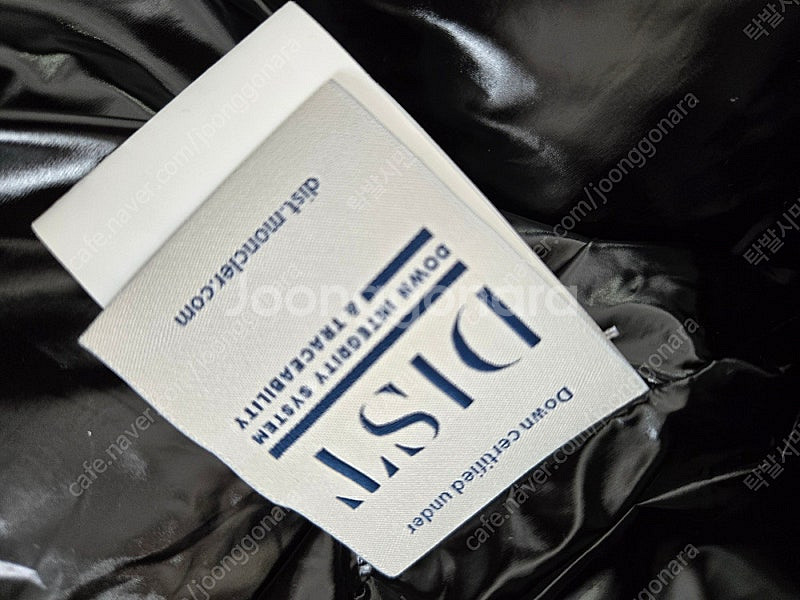 Down certified under
DIST
DOWN INTEGRITY SYSTEM
& TRACEABILITY
dist.moncler.com
Joonggonara
cafe.naver.com/joonggonara
탁발시민